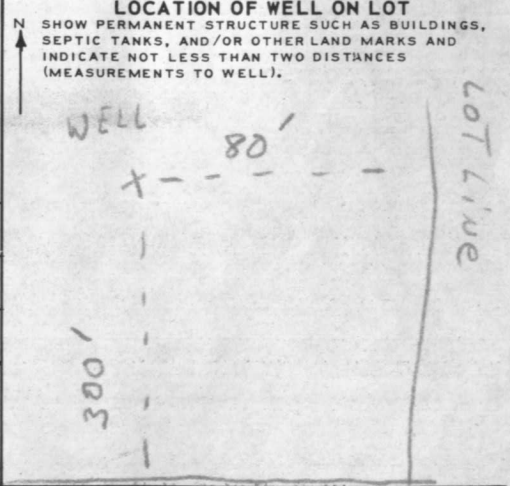 LOCATION OF WELL ON LOT
N
SHOW PERMANENT STRUCTURE SUCH AS BUILDINGS,
SEPTIC TANKS, AND/OR OTHER LAND MARKS AND
INDICATE NOT LESS THAN TWO DISTANCES
(MEASUREMENTS TO WELL).
WELL
80'
X
LOT Line
300'